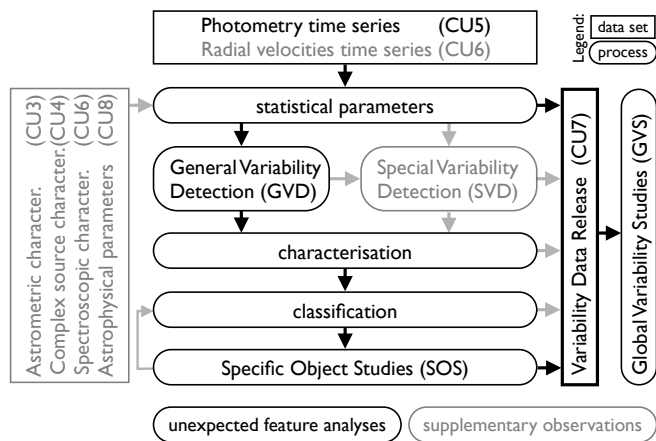 Photometry time series (CU5)
Radial velocities time series (CU6)
Legend:
data set
process
Astrometric character. (CU3)
Complex source character. (CU4)
Spectroscopic character. (CU6)
Astrophysical parameters (CU8)
statistical parameters
General Variability
Detection (GVD)
Special Variability
Detection (SVD)
characterisation
classification
Specific Object Studies (SOS)
Variability Data Release (CU7)
Global Variability Studies (GVS)
unexpected feature analyses
supplementary observations